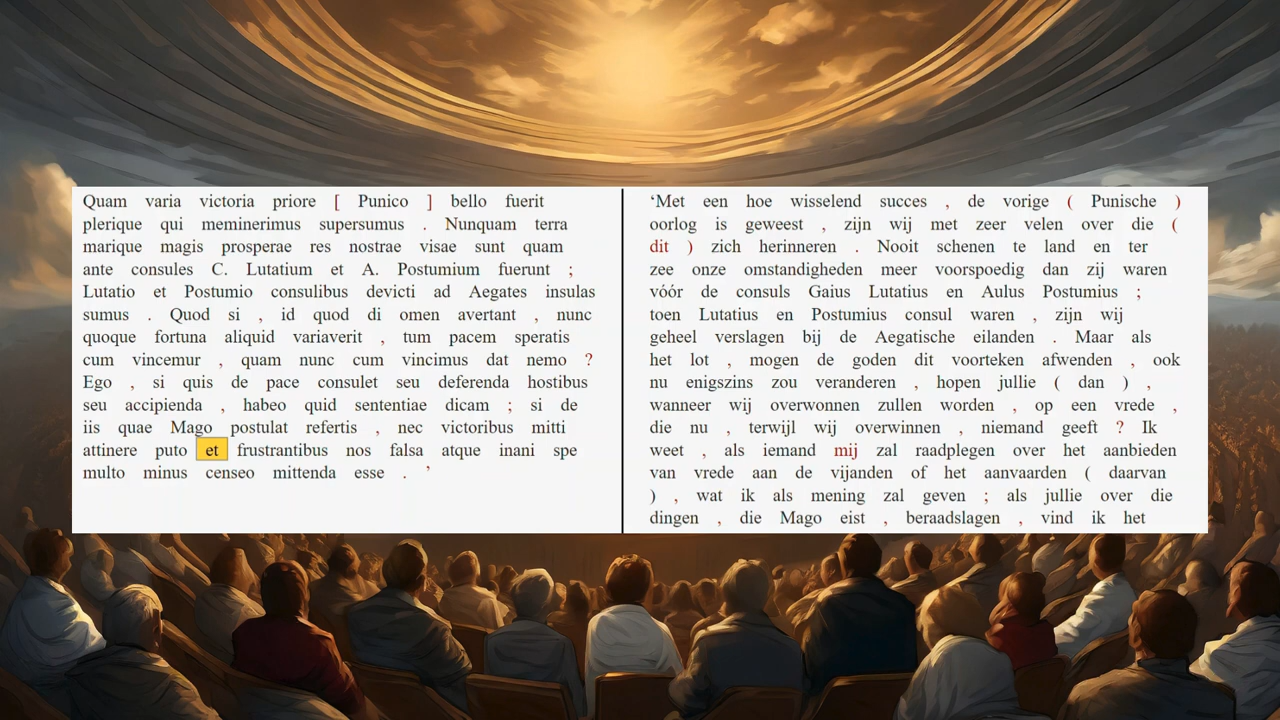 Quam varia victoria priore [ Punico ] bello fuerit
plerique qui meminerimus supersumus . Nunquam terra
marique magis prosperae res nostrae visae sunt quam
ante consules C. Lutatium et A. Postumium fuerunt ;
Lutatio et Postumio consulibus devicti ad Aegates insulas
sumus . Quod si , id quod di omen avertant , nunc
quoque fortuna aliquid variaverit , tum pacem speratis
cum vincemur , quam nunc cum vincimus dat nemo ?
Ego , si quis de pace consulet seu deferenda hostibus
seu accipienda , habeo quid sententiae dicam ; si de
iis quae Mago postulat refertis , nec victoribus mitti
attinere puto et frustrantibus nos falsa atque inani spe
multo minus censeo mittenda esse . ’
‘Met een hoe wisselend succes , de vorige ( Punische )
oorlog is geweest , zijn wij met zeer velen over die (
dit ) zich herinneren . Nooit schenen te land en ter
zee onze omstandigheden meer voorspoedig dan zij waren
vóór de consuls Gaius Lutatius en Aulus Postumius ;
toen Lutatius en Postumius consul waren , zijn wij
geheel verslagen bij de Aegatische eilanden . Maar als
het lot , mogen de goden dit voorteken afwenden , ook
nu enigszins zou veranderen , hopen jullie ( dan ) ,
wanneer wij overwonnen zullen worden , op een vrede ,
die nu , terwijl wij overwinnen , niemand geeft ? Ik
weet , als iemand mij zal raadplegen over het aanbieden
van vrede aan de vijanden of het aanvaarden ( daarvan
) , wat ik als mening zal geven ; als jullie over die
dingen , die Mago eist , beraadslagen , vind ik het